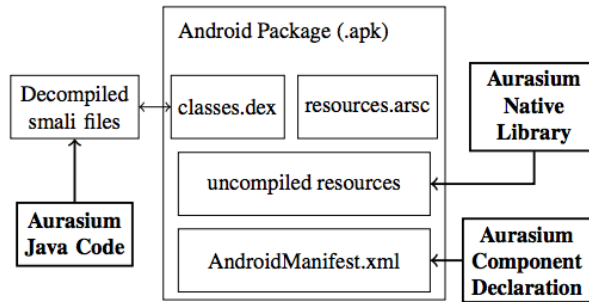 Android Package (.apk)
Decompiled
smali files
classes.dex
resources.arsc
Aurasium
Native
Library
uncompiled resources
Aurasium
Java Code
AndroidManifest.xml
Aurasium
Component
Declaration